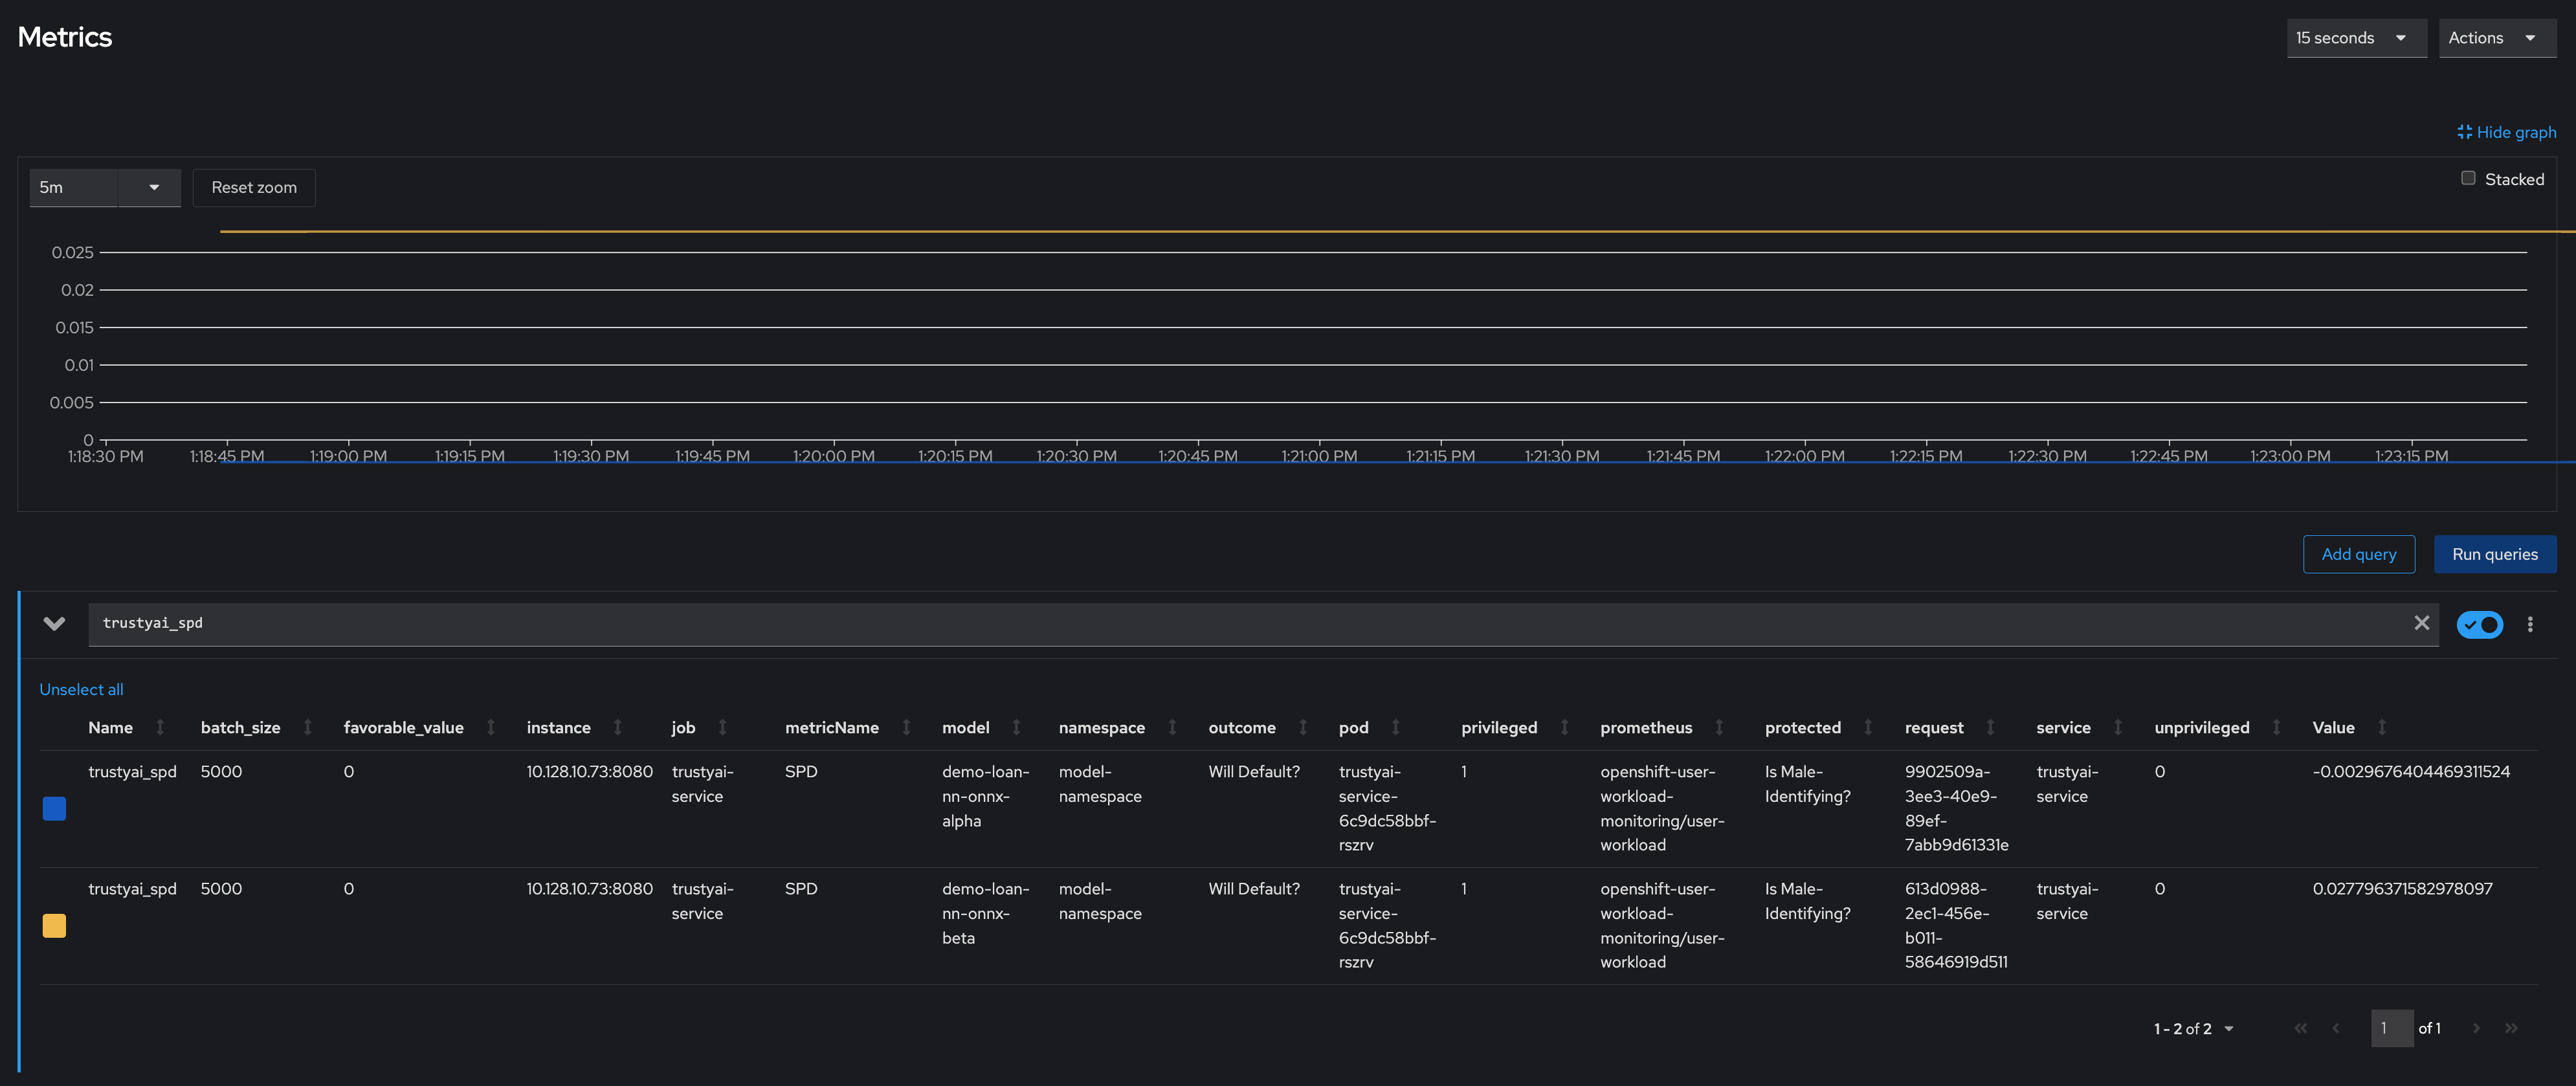 Metrics
15 seconds
Actions
Hide graph
5m
Reset zoom
Stacked
0.025
0.02
0.015
0.01
0.005
0
1:18:30 PM 1:18:45 PM 1:19:00 PM 1:19:15 PM 1:19:30 PM 1:19:45 PM 1:20:00 PM 1:20:15 PM 1:20:30 PM 1:20:45 PM 1:21:00 PM 1:21:15 PM 1:21:30 PM 1:21:45 PM 1:22:00 PM 1:22:15 PM 1:22:30 PM 1:22:45 PM 1:23:00 PM 1:23:15 PM
Add query
Run queries
trustyai_spd
Unselect all
Name batch_size favorable_value instance job metricName model namespace outcome pod privileged prometheus protected request service unprivileged Value
trustyai_spd 5000 0 10.128.10.73:8080 trustyai- SPD demo-loan- model- Will Default? trustyai- 1 openshift-user- Is Male- 9902509a- trustyai- 0 -0.0029676404469311524
service nn-onnx- namespace service- workload- Identifying? 3ee3-40e9- service
alpha 6c9dc58bbf- monitoring/user- 89ef-
rszrv workload 7abb9d61331e
trustyai_spd 5000 0 10.128.10.73:8080 trustyai- SPD demo-loan- model- Will Default? trustyai- 1 openshift-user- Is Male- 613d0988- trustyai- 0 0.027796371582978097
service nn-onnx- namespace service- workload- Identifying? 2ec1-456e- service
beta 6c9dc58bbf- monitoring/user- b011-
rszrv workload 58646919d511
1 - 2 of 2
1 of 1